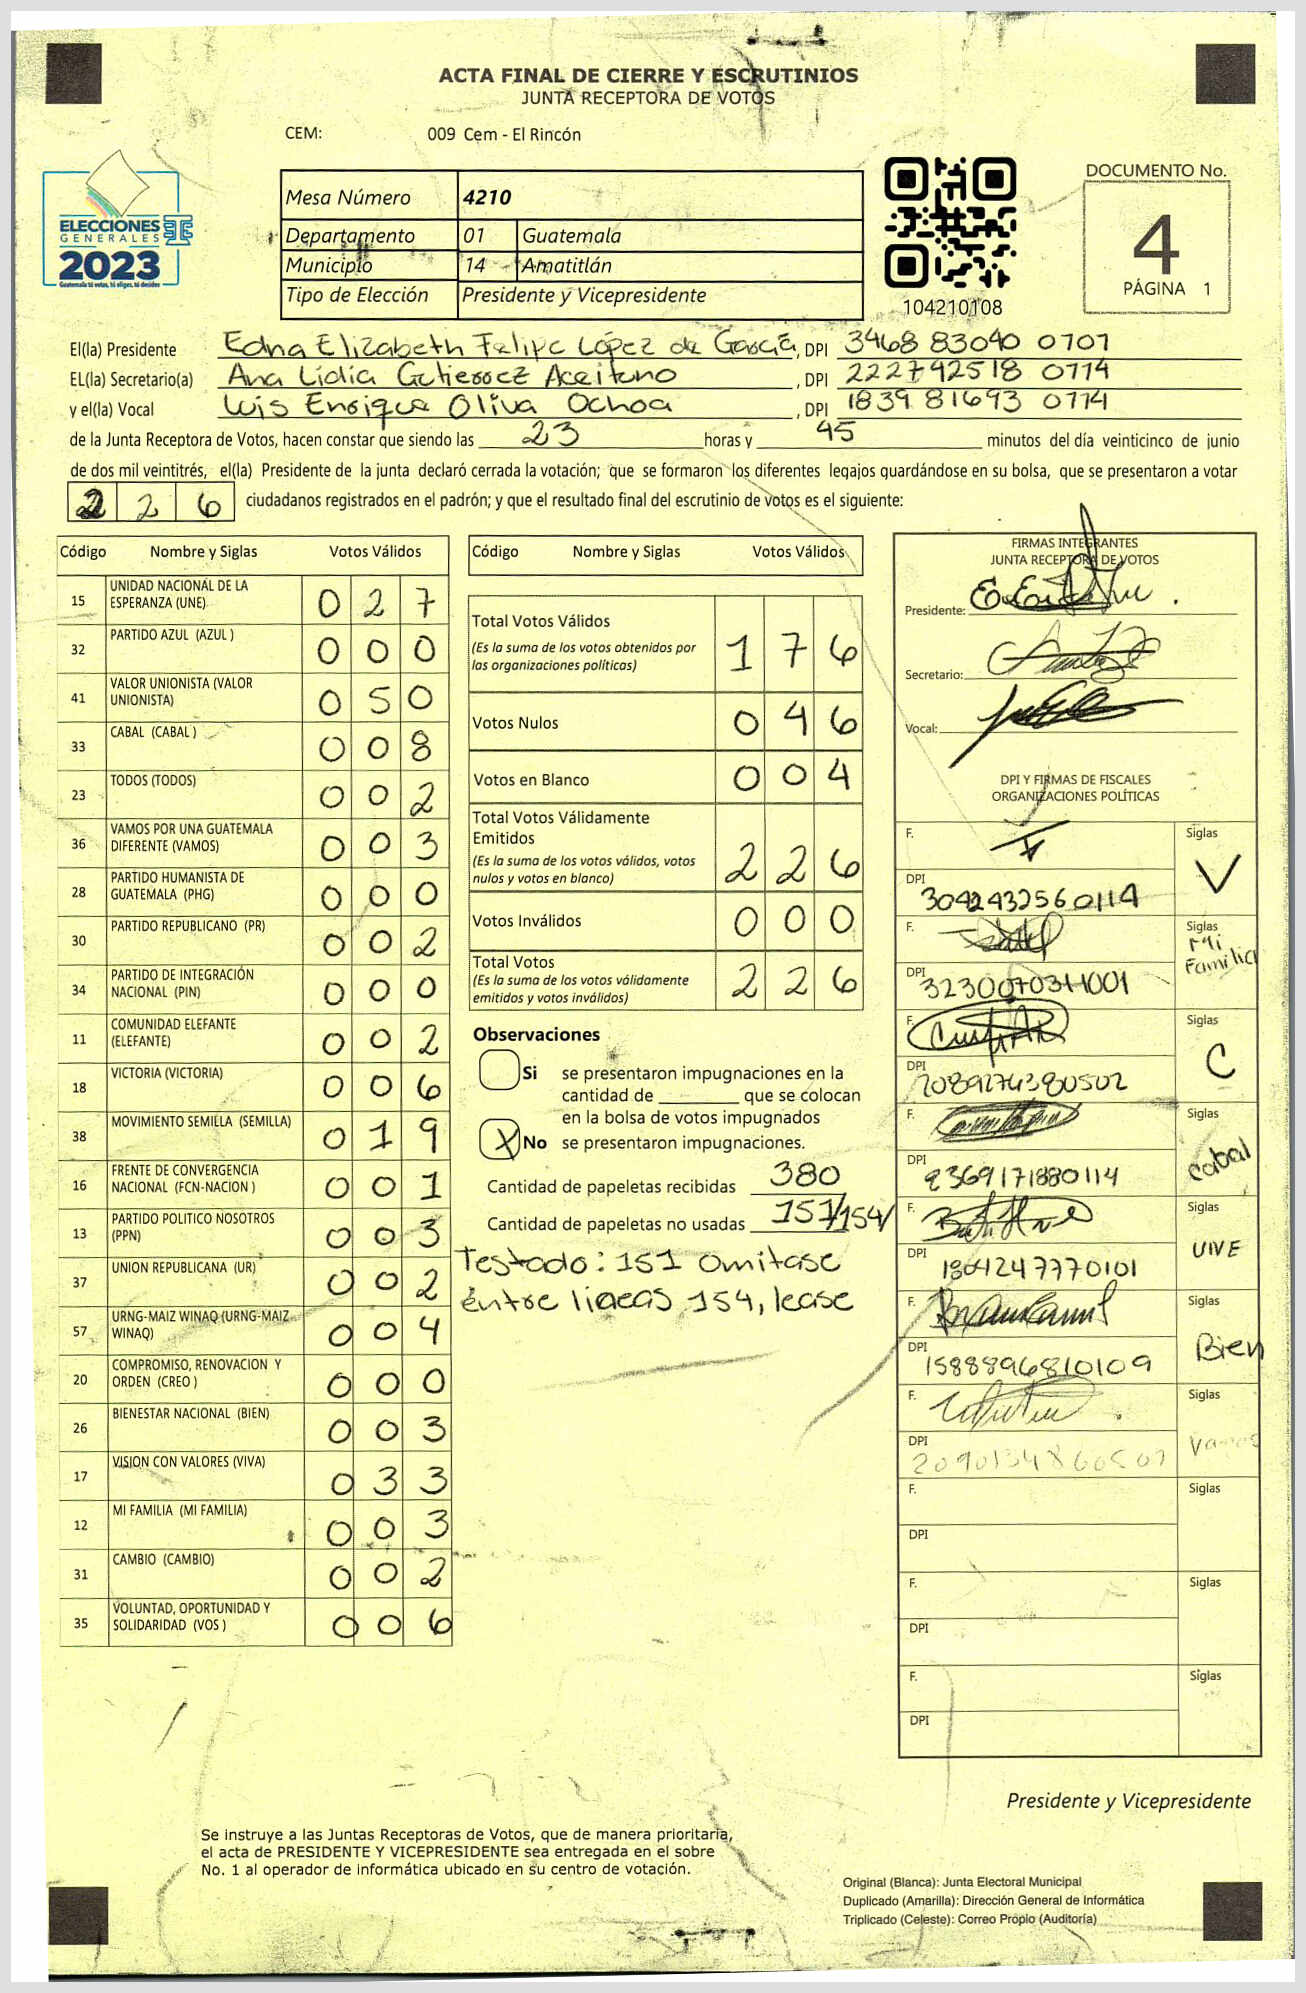 ACTA FINAL DE CIERRE Y ESCRUTINIOS
JUNTA RECEPTORA DE VOTOS
CEM: 009 Cem - El Rincón
ELECCIONES
GENERALES
2023
Guatemala tú votas, tú eliges, tú decides
Mesa Número 4210
Departamento 01 Guatemala
Municipio 14 Amatitlán
Tipo de Elección Presidente y Vicepresidente
104210108
DOCUMENTO No.
4
PÁGINA 1
El(la) Presidente Edna Elizabeth Felipe López de García, DPI 3468 83040 0707
EL(la) Secretario(a) Ana Lidia Gutierrez Aceituno, DPI 222792518 0114
y el(la) Vocal Luis Enrique Oliva Ochoa, DPI 1839 81693 0114
de la Junta Receptora de Votos, hacen constar que siendo las 23 horas y 45 minutos del día veinticinco de junio
de dos mil veintitrés, el(la) Presidente de la junta declaró cerrada la votación; que se formaron los diferentes legajos guardándose en su bolsa, que se presentaron a votar
2 2 6 ciudadanos registrados en el padrón; y que el resultado final del escrutinio de votos es el siguiente:
Código Nombre y Siglas Votos Válidos
15 UNIDAD NACIONAL DE LA ESPERANZA (UNE) 0 2 7
32 PARTIDO AZUL (AZUL ) 0 0 0
41 VALOR UNIONISTA (VALOR UNIONISTA) 0 5 0
33 CABAL (CABAL ) 0 0 8
23 TODOS (TODOS) 0 0 2
36 VAMOS POR UNA GUATEMALA DIFERENTE (VAMOS) 0 0 3
28 PARTIDO HUMANISTA DE GUATEMALA (PHG) 0 0 0
30 PARTIDO REPUBLICANO (PR) 0 0 2
34 PARTIDO DE INTEGRACIÓN NACIONAL (PIN) 0 0 0
11 COMUNIDAD ELEFANTE (ELEFANTE) 0 0 2
18 VICTORIA (VICTORIA) 0 0 6
38 MOVIMIENTO SEMILLA (SEMILLA) 0 1 9
16 FRENTE DE CONVERGENCIA NACIONAL (FCN-NACION ) 0 0 1
13 PARTIDO POLITICO NOSOTROS (PPN) 0 0 3
37 UNION REPUBLICANA (UR) 0 0 2
57 URNG-MAIZ WINAQ (URNG-MAIZ WINAQ) 0 0 4
20 COMPROMISO, RENOVACION Y ORDEN (CREO ) 0 0 0
26 BIENESTAR NACIONAL (BIEN) 0 0 3
17 VISION CON VALORES (VIVA) 0 3 3
12 MI FAMILIA (MI FAMILIA) 0 0 3
31 CAMBIO (CAMBIO) 0 0 2
35 VOLUNTAD, OPORTUNIDAD Y SOLIDARIDAD (VOS ) 0 0 6
Código Nombre y Siglas Votos Válidos
Total Votos Válidos 1 7 6
(Es la suma de los votos obtenidos por
las organizaciones políticas)
Votos Nulos 0 4 6
Votos en Blanco 0 0 4
Total Votos Válidamente
Emitidos 2 2 6
(Es la suma de los votos válidos, votos
nulos y votos en blanco)
Votos Inválidos 0 0 0
Total Votos 2 2 6
(Es la suma de los votos válidamente
emitidos y votos inválidos)
Observaciones
Si se presentaron impugnaciones en la
cantidad de ________ que se colocan
en la bolsa de votos impugnados
X No se presentaron impugnaciones.
Cantidad de papeletas recibidas 380
Cantidad de papeletas no usadas 151/154/
Testado: 151 Omitase
entre lineas 154, lease
FIRMAS INTEGRANTES
JUNTA RECEPTORA DE VOTOS
Presidente:
Secretario:
Vocal:
DPI Y FIRMAS DE FISCALES
ORGANIZACIONES POLÍTICAS
F. Siglas V
DPI 3042432560114
F. Siglas Mi Familia
DPI
F. Siglas C
DPI 2089274380502
F. Siglas Cabal
DPI 2369171880114
F. Siglas VIVE
DPI
F. Siglas Bien
DPI 1588896810109
F. Siglas Vamos
DPI
F. Siglas
DPI
F. Siglas
DPI
F. Siglas
DPI
Presidente y Vicepresidente
Se instruye a las Juntas Receptoras de Votos, que de manera prioritaria,
el acta de PRESIDENTE Y VICEPRESIDENTE sea entregada en el sobre
No. 1 al operador de informática ubicado en su centro de votación.
Original (Blanca): Junta Electoral Municipal
Duplicado (Amarilla): Dirección General de Informática
Triplicado (Celeste): Correo Propio (Auditoría)